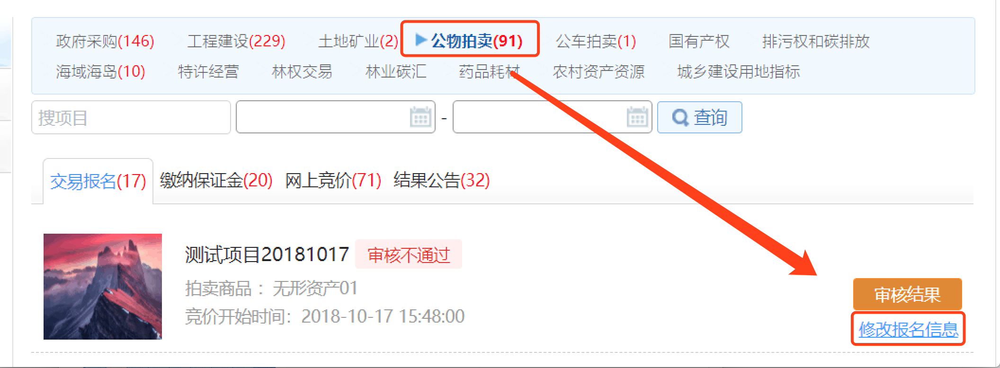 政府采购(146) 工程建设(229) 土地矿业(2) 公物拍卖(91) 公车拍卖(1) 国有产权 排污权和碳排放
海域海岛(10) 特许经营 林权交易 林业碳汇 药品耗材 农村资产资源 城乡建设用地指标
搜项目 - 查询
交易报名(17) 缴纳保证金(20) 网上竞价(71) 结果公告(32)
测试项目20181017 审核不通过
拍卖商品 ：无形资产01
竞价开始时间：2018-10-17 15:48:00
审核结果
修改报名信息